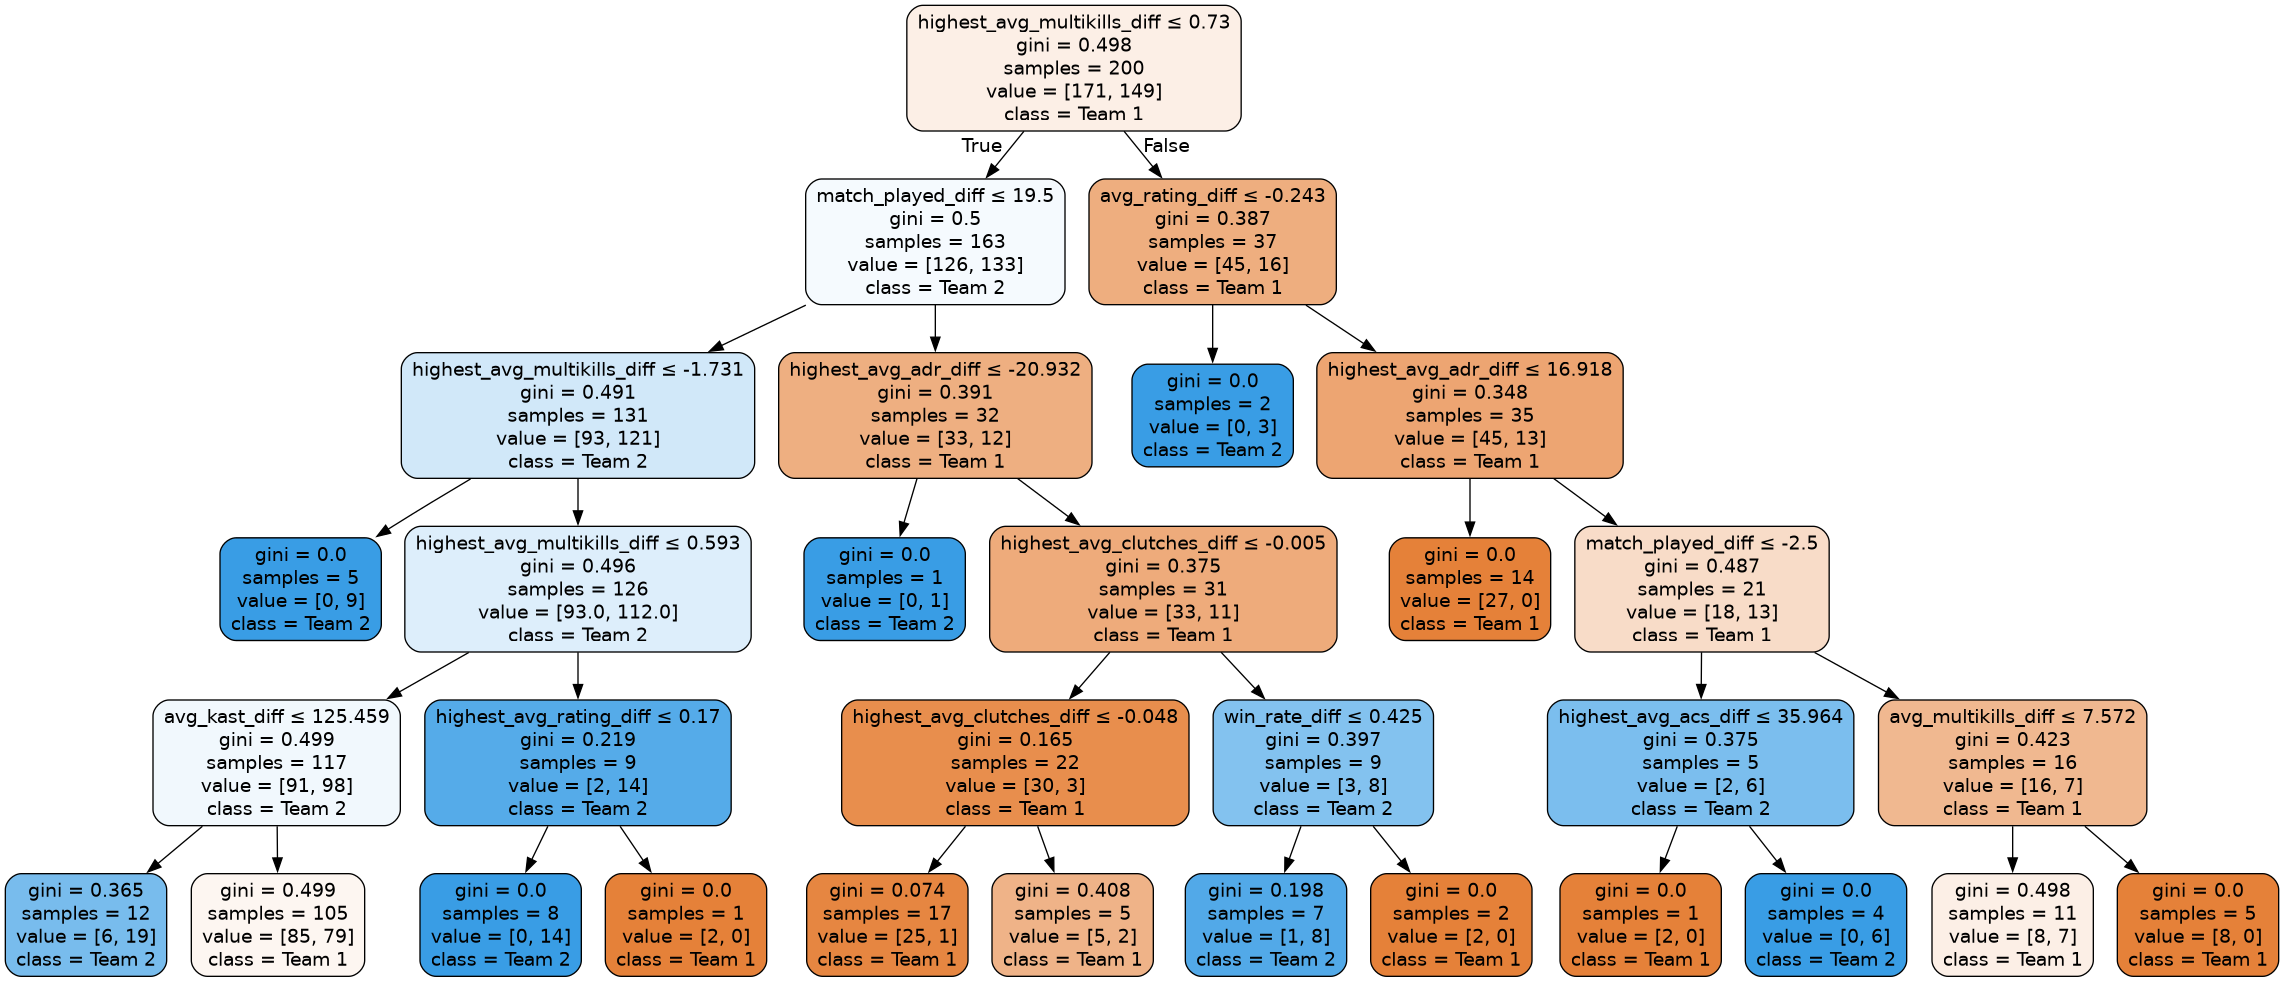 highest_avg_multikills_diff ≤ 0.73
gini = 0.498
samples = 200
value = [171, 149]
class = Team 1
True
False
match_played_diff ≤ 19.5
gini = 0.5
samples = 163
value = [126, 133]
class = Team 2
avg_rating_diff ≤ -0.243
gini = 0.387
samples = 37
value = [45, 16]
class = Team 1
highest_avg_multikills_diff ≤ -1.731
gini = 0.491
samples = 131
value = [93, 121]
class = Team 2
highest_avg_adr_diff ≤ -20.932
gini = 0.391
samples = 32
value = [33, 12]
class = Team 1
gini = 0.0
samples = 2
value = [0, 3]
class = Team 2
highest_avg_adr_diff ≤ 16.918
gini = 0.348
samples = 35
value = [45, 13]
class = Team 1
gini = 0.0
samples = 5
value = [0, 9]
class = Team 2
highest_avg_multikills_diff ≤ 0.593
gini = 0.496
samples = 126
value = [93.0, 112.0]
class = Team 2
gini = 0.0
samples = 1
value = [0, 1]
class = Team 2
highest_avg_clutches_diff ≤ -0.005
gini = 0.375
samples = 31
value = [33, 11]
class = Team 1
gini = 0.0
samples = 14
value = [27, 0]
class = Team 1
match_played_diff ≤ -2.5
gini = 0.487
samples = 21
value = [18, 13]
class = Team 1
avg_kast_diff ≤ 125.459
gini = 0.499
samples = 117
value = [91, 98]
class = Team 2
highest_avg_rating_diff ≤ 0.17
gini = 0.219
samples = 9
value = [2, 14]
class = Team 2
highest_avg_clutches_diff ≤ -0.048
gini = 0.165
samples = 22
value = [30, 3]
class = Team 1
win_rate_diff ≤ 0.425
gini = 0.397
samples = 9
value = [3, 8]
class = Team 2
highest_avg_acs_diff ≤ 35.964
gini = 0.375
samples = 5
value = [2, 6]
class = Team 2
avg_multikills_diff ≤ 7.572
gini = 0.423
samples = 16
value = [16, 7]
class = Team 1
gini = 0.365
samples = 12
value = [6, 19]
class = Team 2
gini = 0.499
samples = 105
value = [85, 79]
class = Team 1
gini = 0.0
samples = 8
value = [0, 14]
class = Team 2
gini = 0.0
samples = 1
value = [2, 0]
class = Team 1
gini = 0.074
samples = 17
value = [25, 1]
class = Team 1
gini = 0.408
samples = 5
value = [5, 2]
class = Team 1
gini = 0.198
samples = 7
value = [1, 8]
class = Team 2
gini = 0.0
samples = 2
value = [2, 0]
class = Team 1
gini = 0.0
samples = 1
value = [2, 0]
class = Team 1
gini = 0.0
samples = 4
value = [0, 6]
class = Team 2
gini = 0.498
samples = 11
value = [8, 7]
class = Team 1
gini = 0.0
samples = 5
value = [8, 0]
class = Team 1